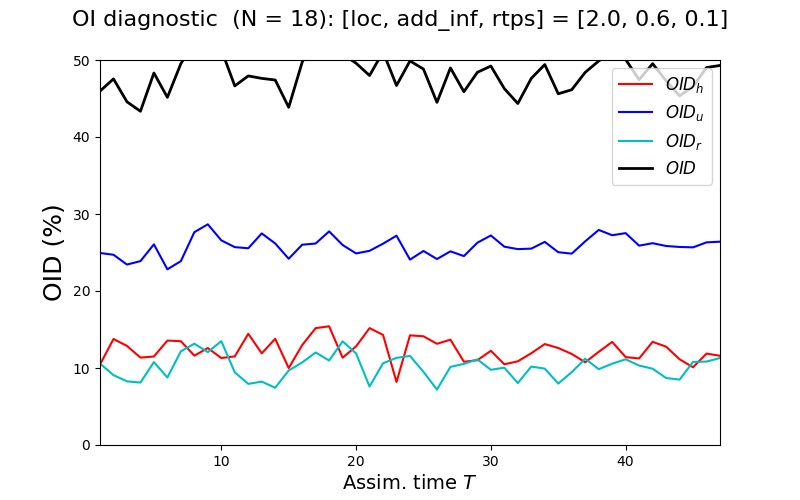 OI diagnostic (N = 18): [loc, add_inf, rtps] = [2.0, 0.6, 0.1]
50
40
30
20
10
0
OID (%)
10 20 30 40
Assim. time T
OID_h
OID_u
OID_r
OID